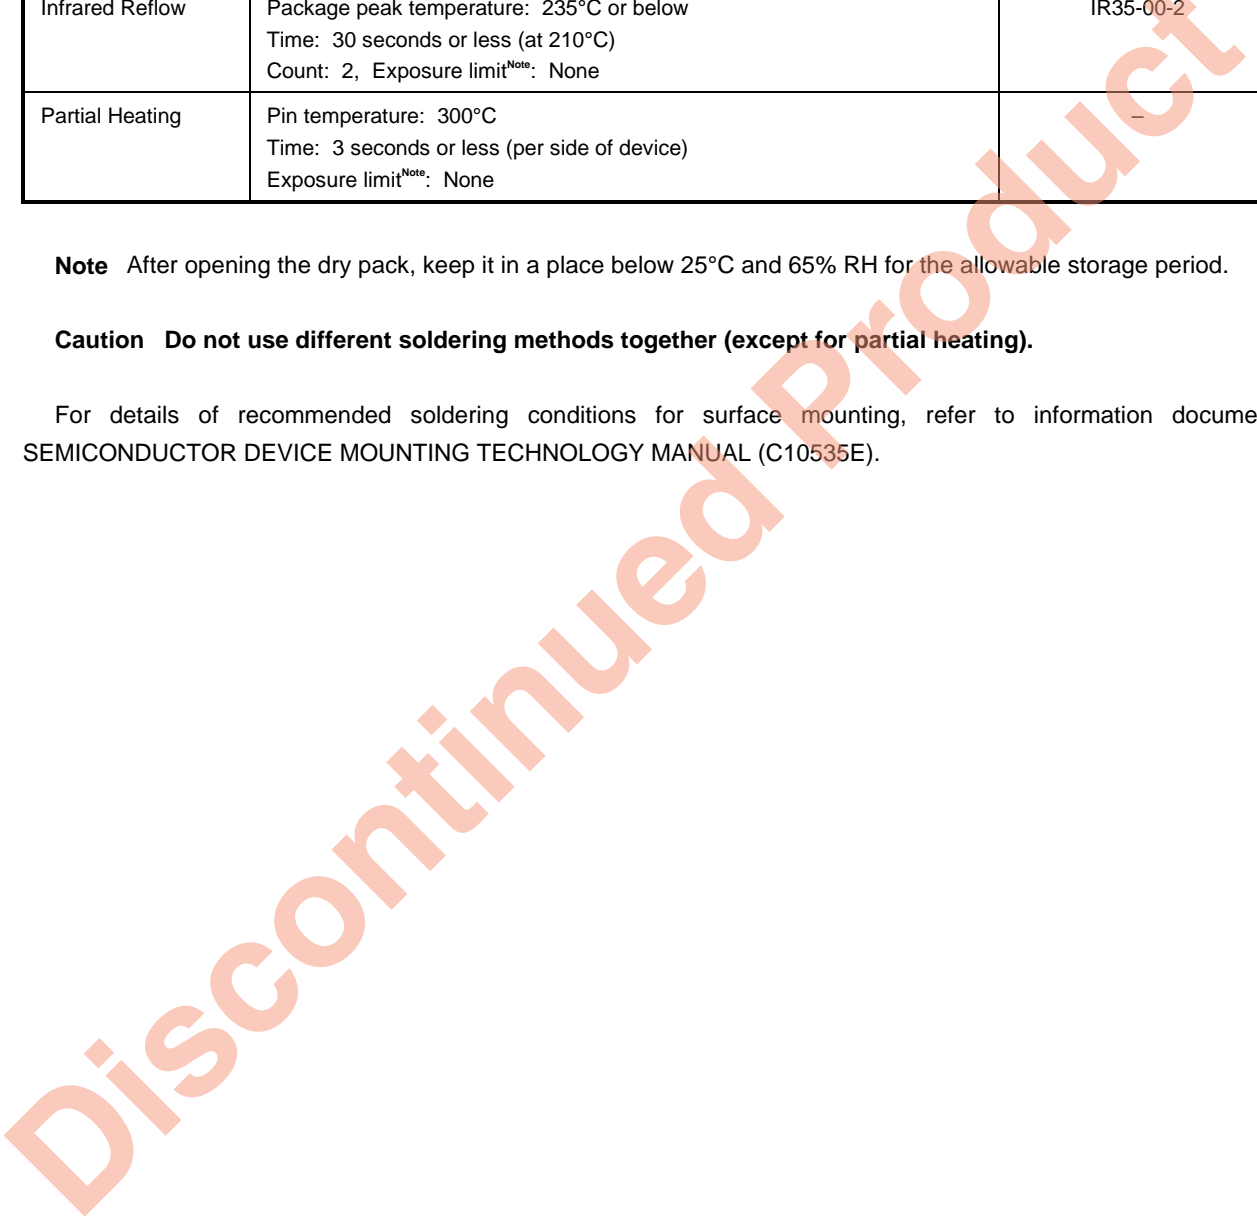 Infrared Reflow Package peak temperature: 235°C or below IR35-00-2
Time: 30 seconds or less (at 210°C)
Count: 2, Exposure limitNote: None
Partial Heating Pin temperature: 300°C –
Time: 3 seconds or less (per side of device)
Exposure limitNote: None
Note After opening the dry pack, keep it in a place below 25°C and 65% RH for the allowable storage period.
Caution Do not use different soldering methods together (except for partial heating).
For details of recommended soldering conditions for surface mounting, refer to information docume
SEMICONDUCTOR DEVICE MOUNTING TECHNOLOGY MANUAL (C10535E).
Discontinued Product